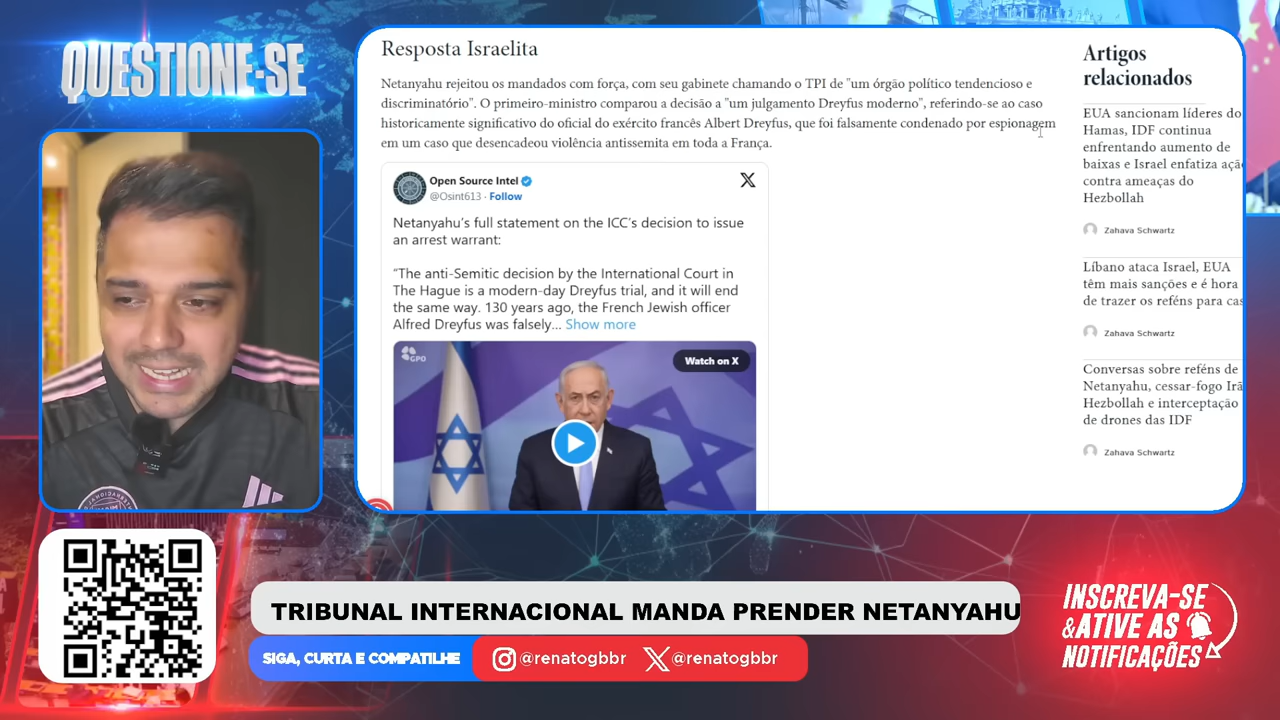 QUESTIONE-SE
Resposta Israelita
Netanyahu rejeitou os mandados com força, com seu gabinete chamando o TPI de "um órgão político tendencioso e
discriminatório". O primeiro-ministro comparou a decisão a "um julgamento Dreyfus moderno", referindo-se ao caso
historicamente significativo do oficial do exército francês Albert Dreyfus, que foi falsamente condenado por espionagem
em um caso que desencadeou violência antissemita em toda a França.
Open Source Intel
@Osint613 · Follow
Netanyahu's full statement on the ICC's decision to issue
an arrest warrant:
"The anti-Semitic decision by the International Court in
The Hague is a modern-day Dreyfus trial, and it will end
the same way. 130 years ago, the French Jewish officer
Alfred Dreyfus was falsely... Show more
GPO
Watch on X
Artigos
relacionados
EUA sancionam líderes do
Hamas, IDF continua
enfrentando aumento de
baixas e Israel enfatiza ação
contra ameaças do
Hezbollah
Zahava Schwartz
Líbano ataca Israel, EUA
têm mais sanções e é hora
de trazer os reféns para cas
Zahava Schwartz
Conversas sobre reféns de
Netanyahu, cessar-fogo Irã
Hezbollah e interceptação
de drones das IDF
Zahava Schwartz
TRIBUNAL INTERNACIONAL MANDA PRENDER NETANYAHU
SIGA, CURTA E COMPATILHE
@renatogbbr
@renatogbbr
INSCREVA-SE
&ATIVE AS
NOTIFICAÇÕES